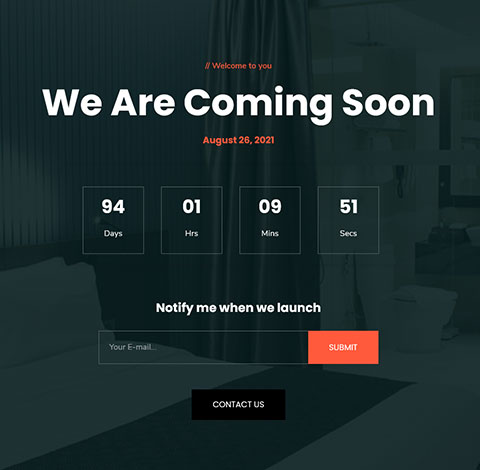 // Welcome to you
We Are Coming Soon
August 26, 2021
94 01 09 51
Days Hrs Mins Secs
Notify me when we launch
Your E-mail... SUBMIT
CONTACT US